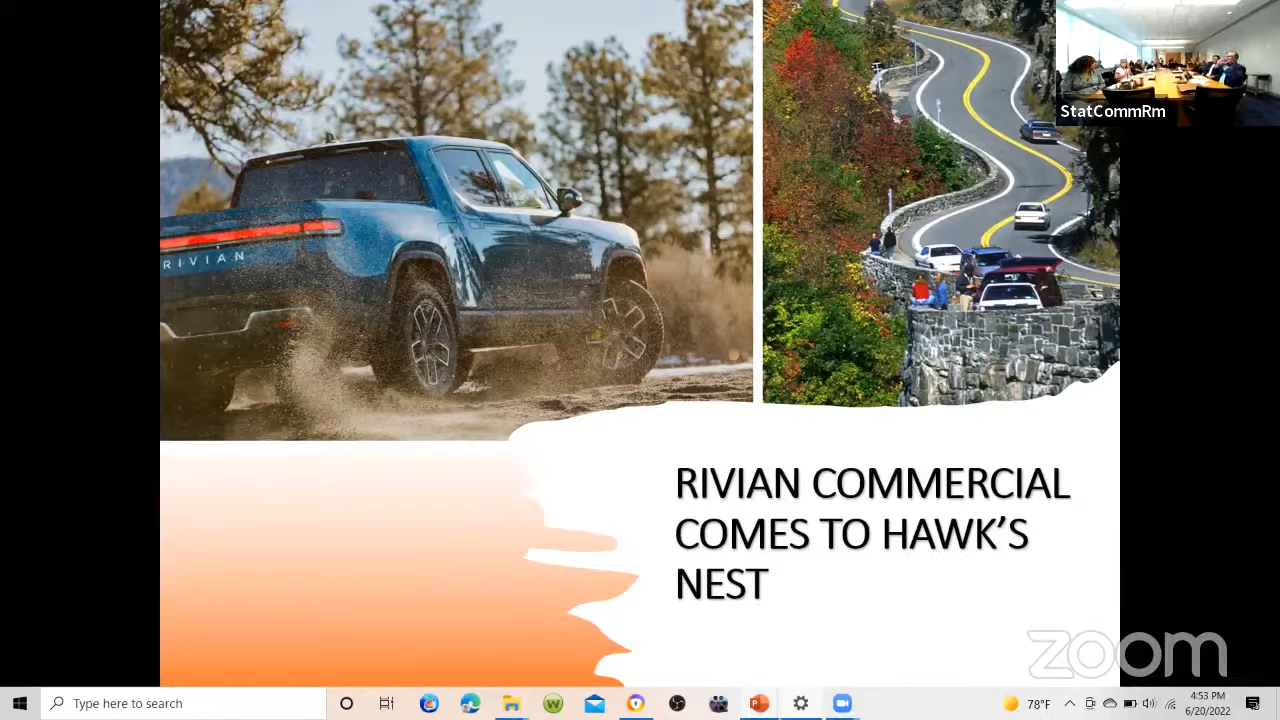 StatCommRm
RIVIAN
RIVIAN COMMERCIAL
COMES TO HAWK’S
NEST
zoom
Type here to search
78°F
4:53 PM
6/20/2022